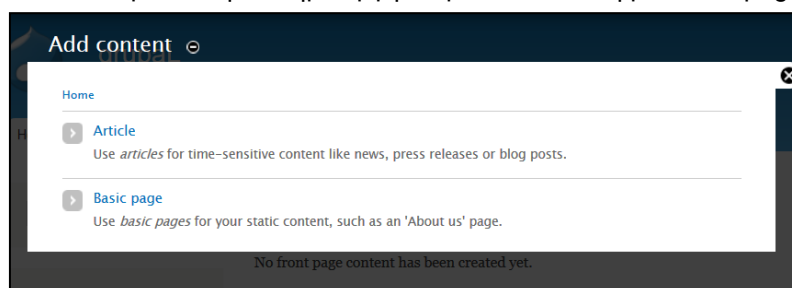 Add content
Home
Article
Use articles for time-sensitive content like news, press releases or blog posts.
Basic page
Use basic pages for your static content, such as an 'About us' page.
No front page content has been created yet.